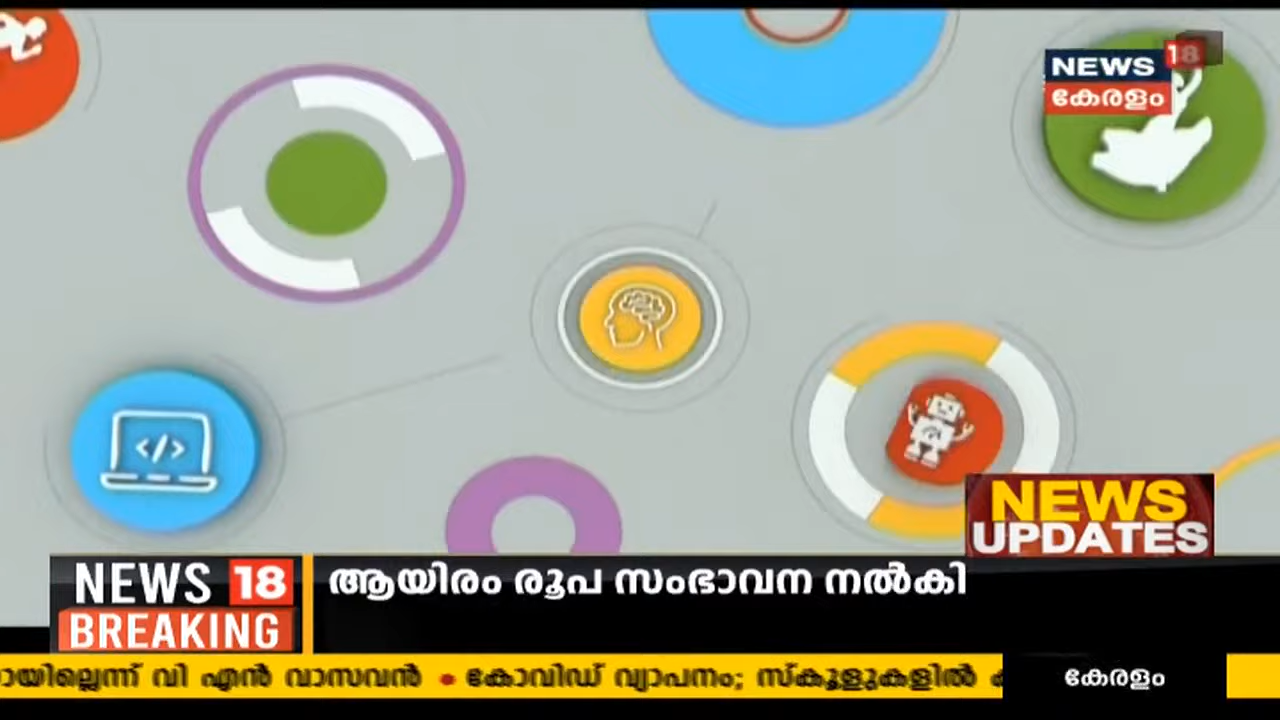 NEWS 18
കേരളം
</>
NEWS
UPDATES
NEWS 18
BREAKING
ആയിരം രൂപ സംഭാവന നൽകി
വി എൻ വാസവൻ • കോവിഡ് വ്യാപനം; സ്കൂളുകളിൽ
കേരളം